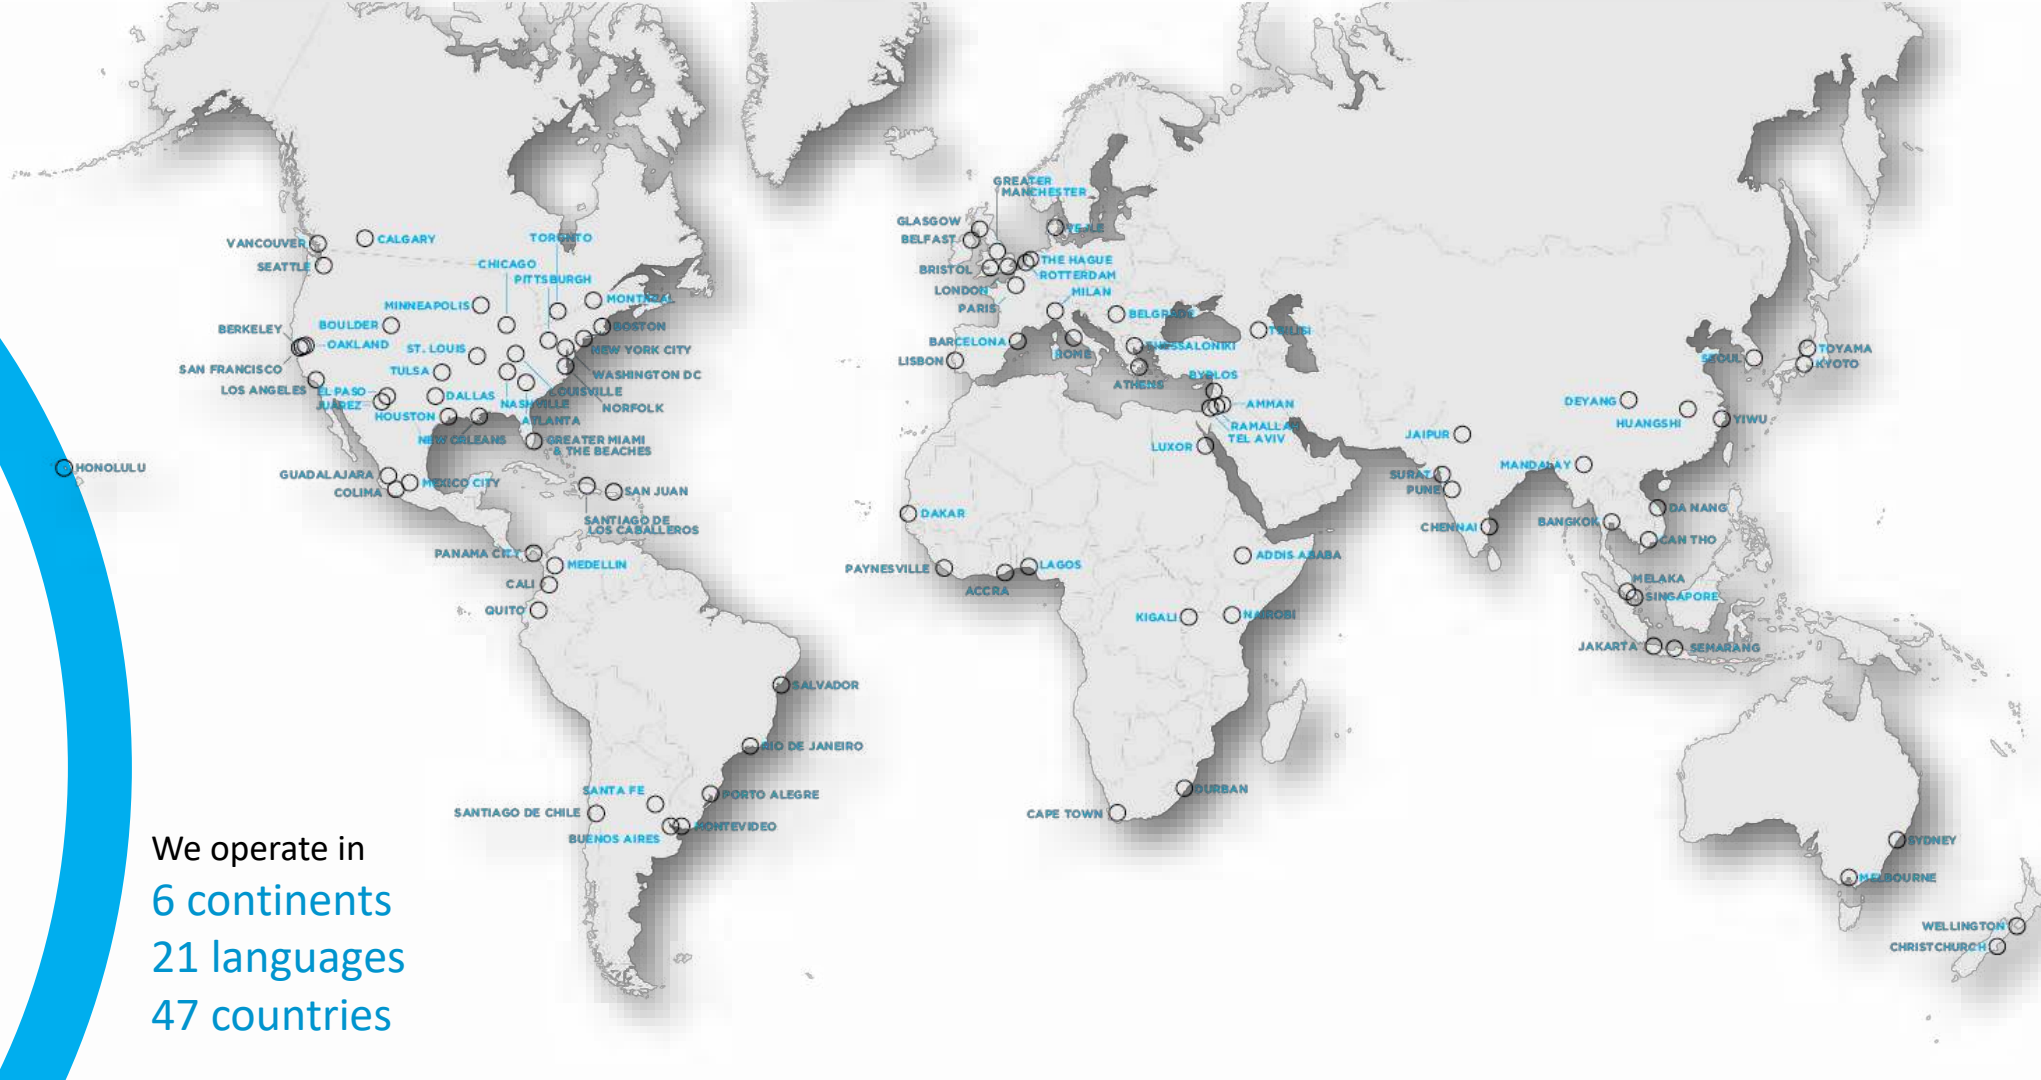 GREATER
MANCHESTER
GLASGOW
BELFAST
VEJLE
VANCOUVER
CALGARY
TORONTO
SEATTLE
CHICAGO
PITTSBURGH
BRISTOL
THE HAGUE
ROTTERDAM
LONDON
MILAN
PARIS
MINNEAPOLIS
MONTREAL
BELGRADE
BERKELEY
BOULDER
BOSTON
TBILISI
OAKLAND
ST. LOUIS
NEW YORK CITY
BARCELONA
ROME
THESSALONIKI
SEOUL
TOYAMA
KYOTO
SAN FRANCISCO
TULSA
WASHINGTON DC
LISBON
ATHENS
BYBLOS
LOS ANGELES
EL PASO
JUÁREZ
DALLAS
LOUISVILLE
NASHVILLE
NORFOLK
AMMAN
DEYANG
HOUSTON
ATLANTA
RAMALLAH
TEL AVIV
HUANGSHI
YIWU
NEW ORLEANS
GREATER MIAMI
& THE BEACHES
LUXOR
JAIPUR
HONOLULU
GUADALAJARA
MEXICO CITY
COLIMA
SAN JUAN
SURAT
PUNE
MANDALAY
SANTIAGO DE
LOS CABALLEROS
DAKAR
CHENNAI
BANGKOK
DA NANG
CAN THO
PANAMA CITY
MEDELLIN
PAYNESVILLE
LAGOS
ADDIS ABABA
CALI
ACCRA
MELAKA
SINGAPORE
QUITO
KIGALI
NAIROBI
JAKARTA
SEMARANG
SALVADOR
RIO DE JANEIRO
SANTA FE
PORTO ALEGRE
DURBAN
SANTIAGO DE CHILE
CAPE TOWN
BUENOS AIRES
MONTEVIDEO
SYDNEY
MELBOURNE
WELLINGTON
CHRISTCHURCH
We operate in
6 continents
21 languages
47 countries